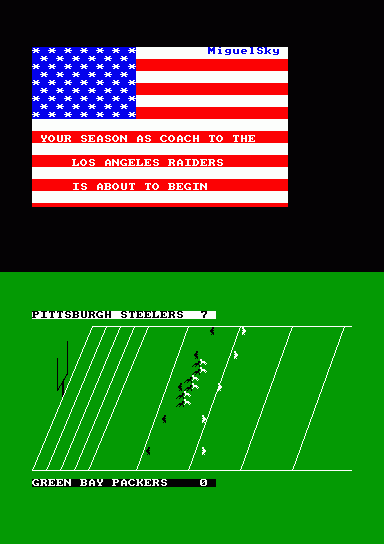 MiguelSky
YOUR SEASON AS COACH TO THE
LOS ANGELES RAIDERS
IS ABOUT TO BEGIN
PITTSBURGH STEELERS 7
GREEN BAY PACKERS 0